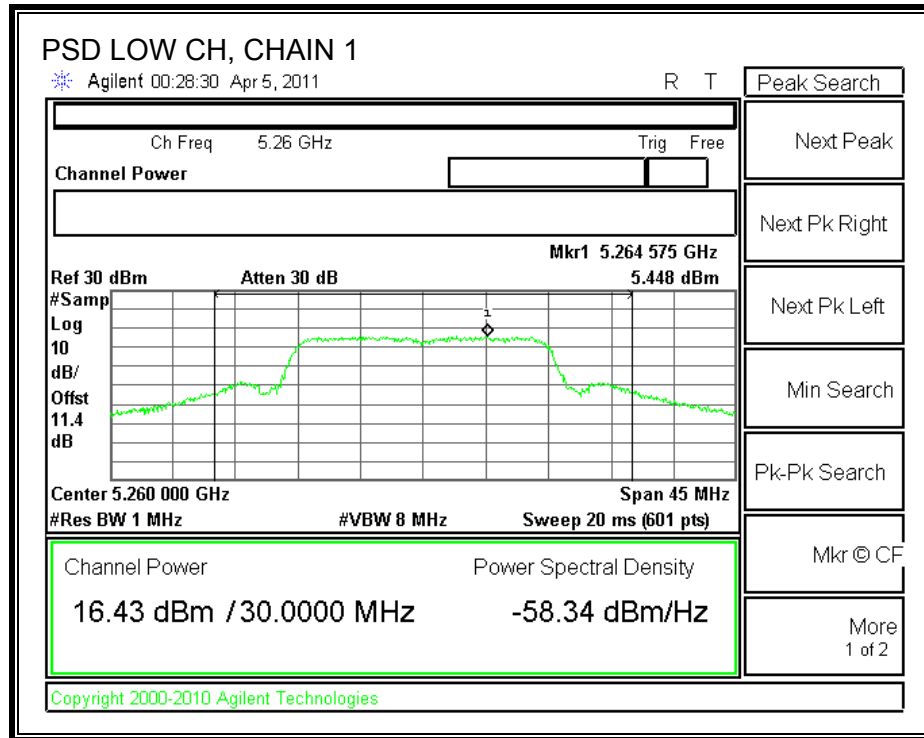 PSD LOW CH, CHAIN 1
Agilent 00:28:30 Apr 5, 2011 R T
Peak Search
Ch Freq 5.26 GHz Trig Free
Channel Power
Mkr1 5.264 575 GHz
Ref 30 dBm Atten 30 dB 5.448 dBm
#Samp
Log
10
dB/
Offst
11.4
dB
1
Center 5.260 000 GHz Span 45 MHz
#Res BW 1 MHz #VBW 8 MHz Sweep 20 ms (601 pts)
Channel Power Power Spectral Density
16.43 dBm / 30.0000 MHz -58.34 dBm/Hz
Next Peak
Next Pk Right
Next Pk Left
Min Search
Pk-Pk Search
Mkr © CF
More
1 of 2
Copyright 2000-2010 Agilent Technologies